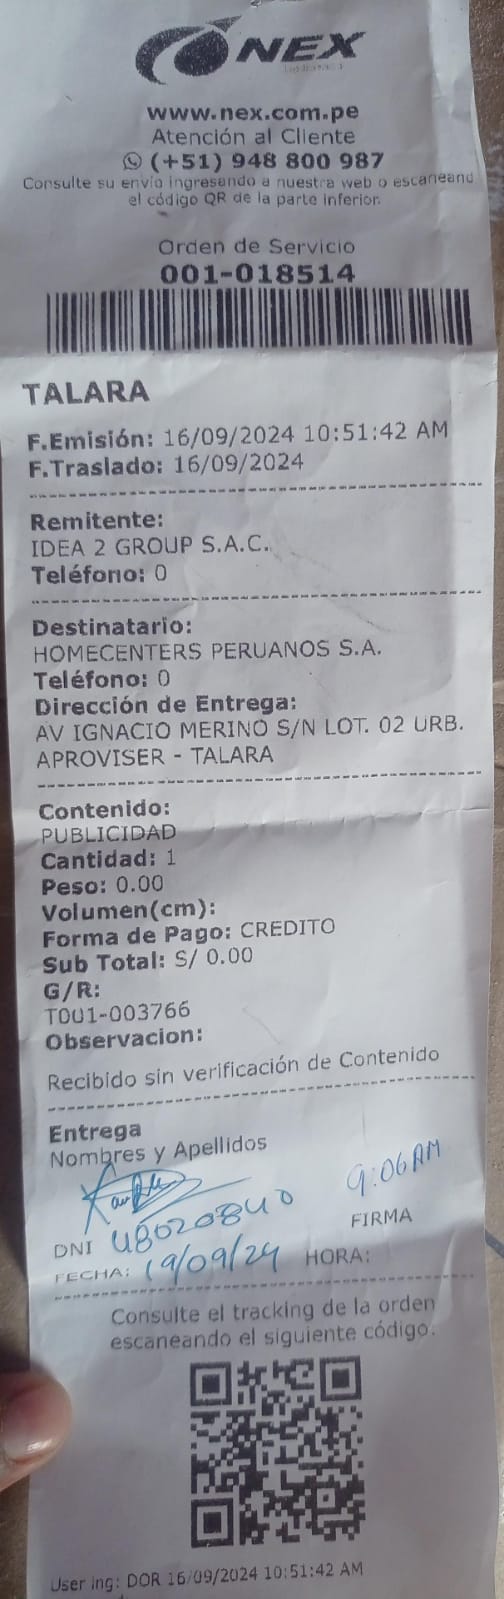 NEX
www.nex.com.pe
Atención al Cliente
(+51) 948 800 987
Consulte su envío ingresando a nuestra web o escaneand
el código QR de la parte inferior.
Orden de Servicio
001-018514
TALARA
F.Emisión: 16/09/2024 10:51:42 AM
F.Traslado: 16/09/2024
Remitente:
IDEA 2 GROUP S.A.C.
Teléfono: 0
Destinatario:
HOMECENTERS PERUANOS S.A.
Teléfono: 0
Dirección de Entrega:
AV IGNACIO MERINO S/N LOT. 02 URB.
APROVISER - TALARA
Contenido:
PUBLICIDAD
Cantidad: 1
Peso: 0.00
Volumen(cm):
Forma de Pago: CREDITO
Sub Total: S/ 0.00
G/R:
T001-003766
Observacion:
Recibido sin verificación de Contenido
Entrega
Nombres y Apellidos
9:06 AM
DNI 48020840 FIRMA
FECHA: 19/09/24 HORA:
Consulte el tracking de la orden
escaneando el siguiente código.
User ing: DOR 16/09/2024 10:51:42 AM